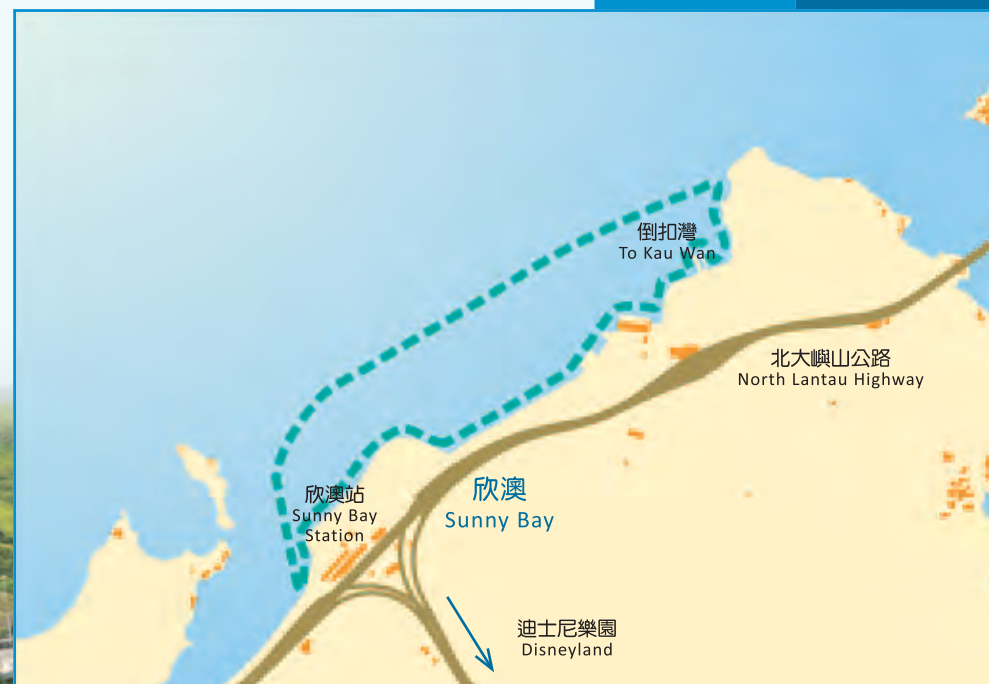 倒扣灣
To Kau Wan
北大嶼山公路
North Lantau Highway
欣澳站
Sunny Bay
Station
欣澳
Sunny Bay
迪士尼樂園
Disneyland